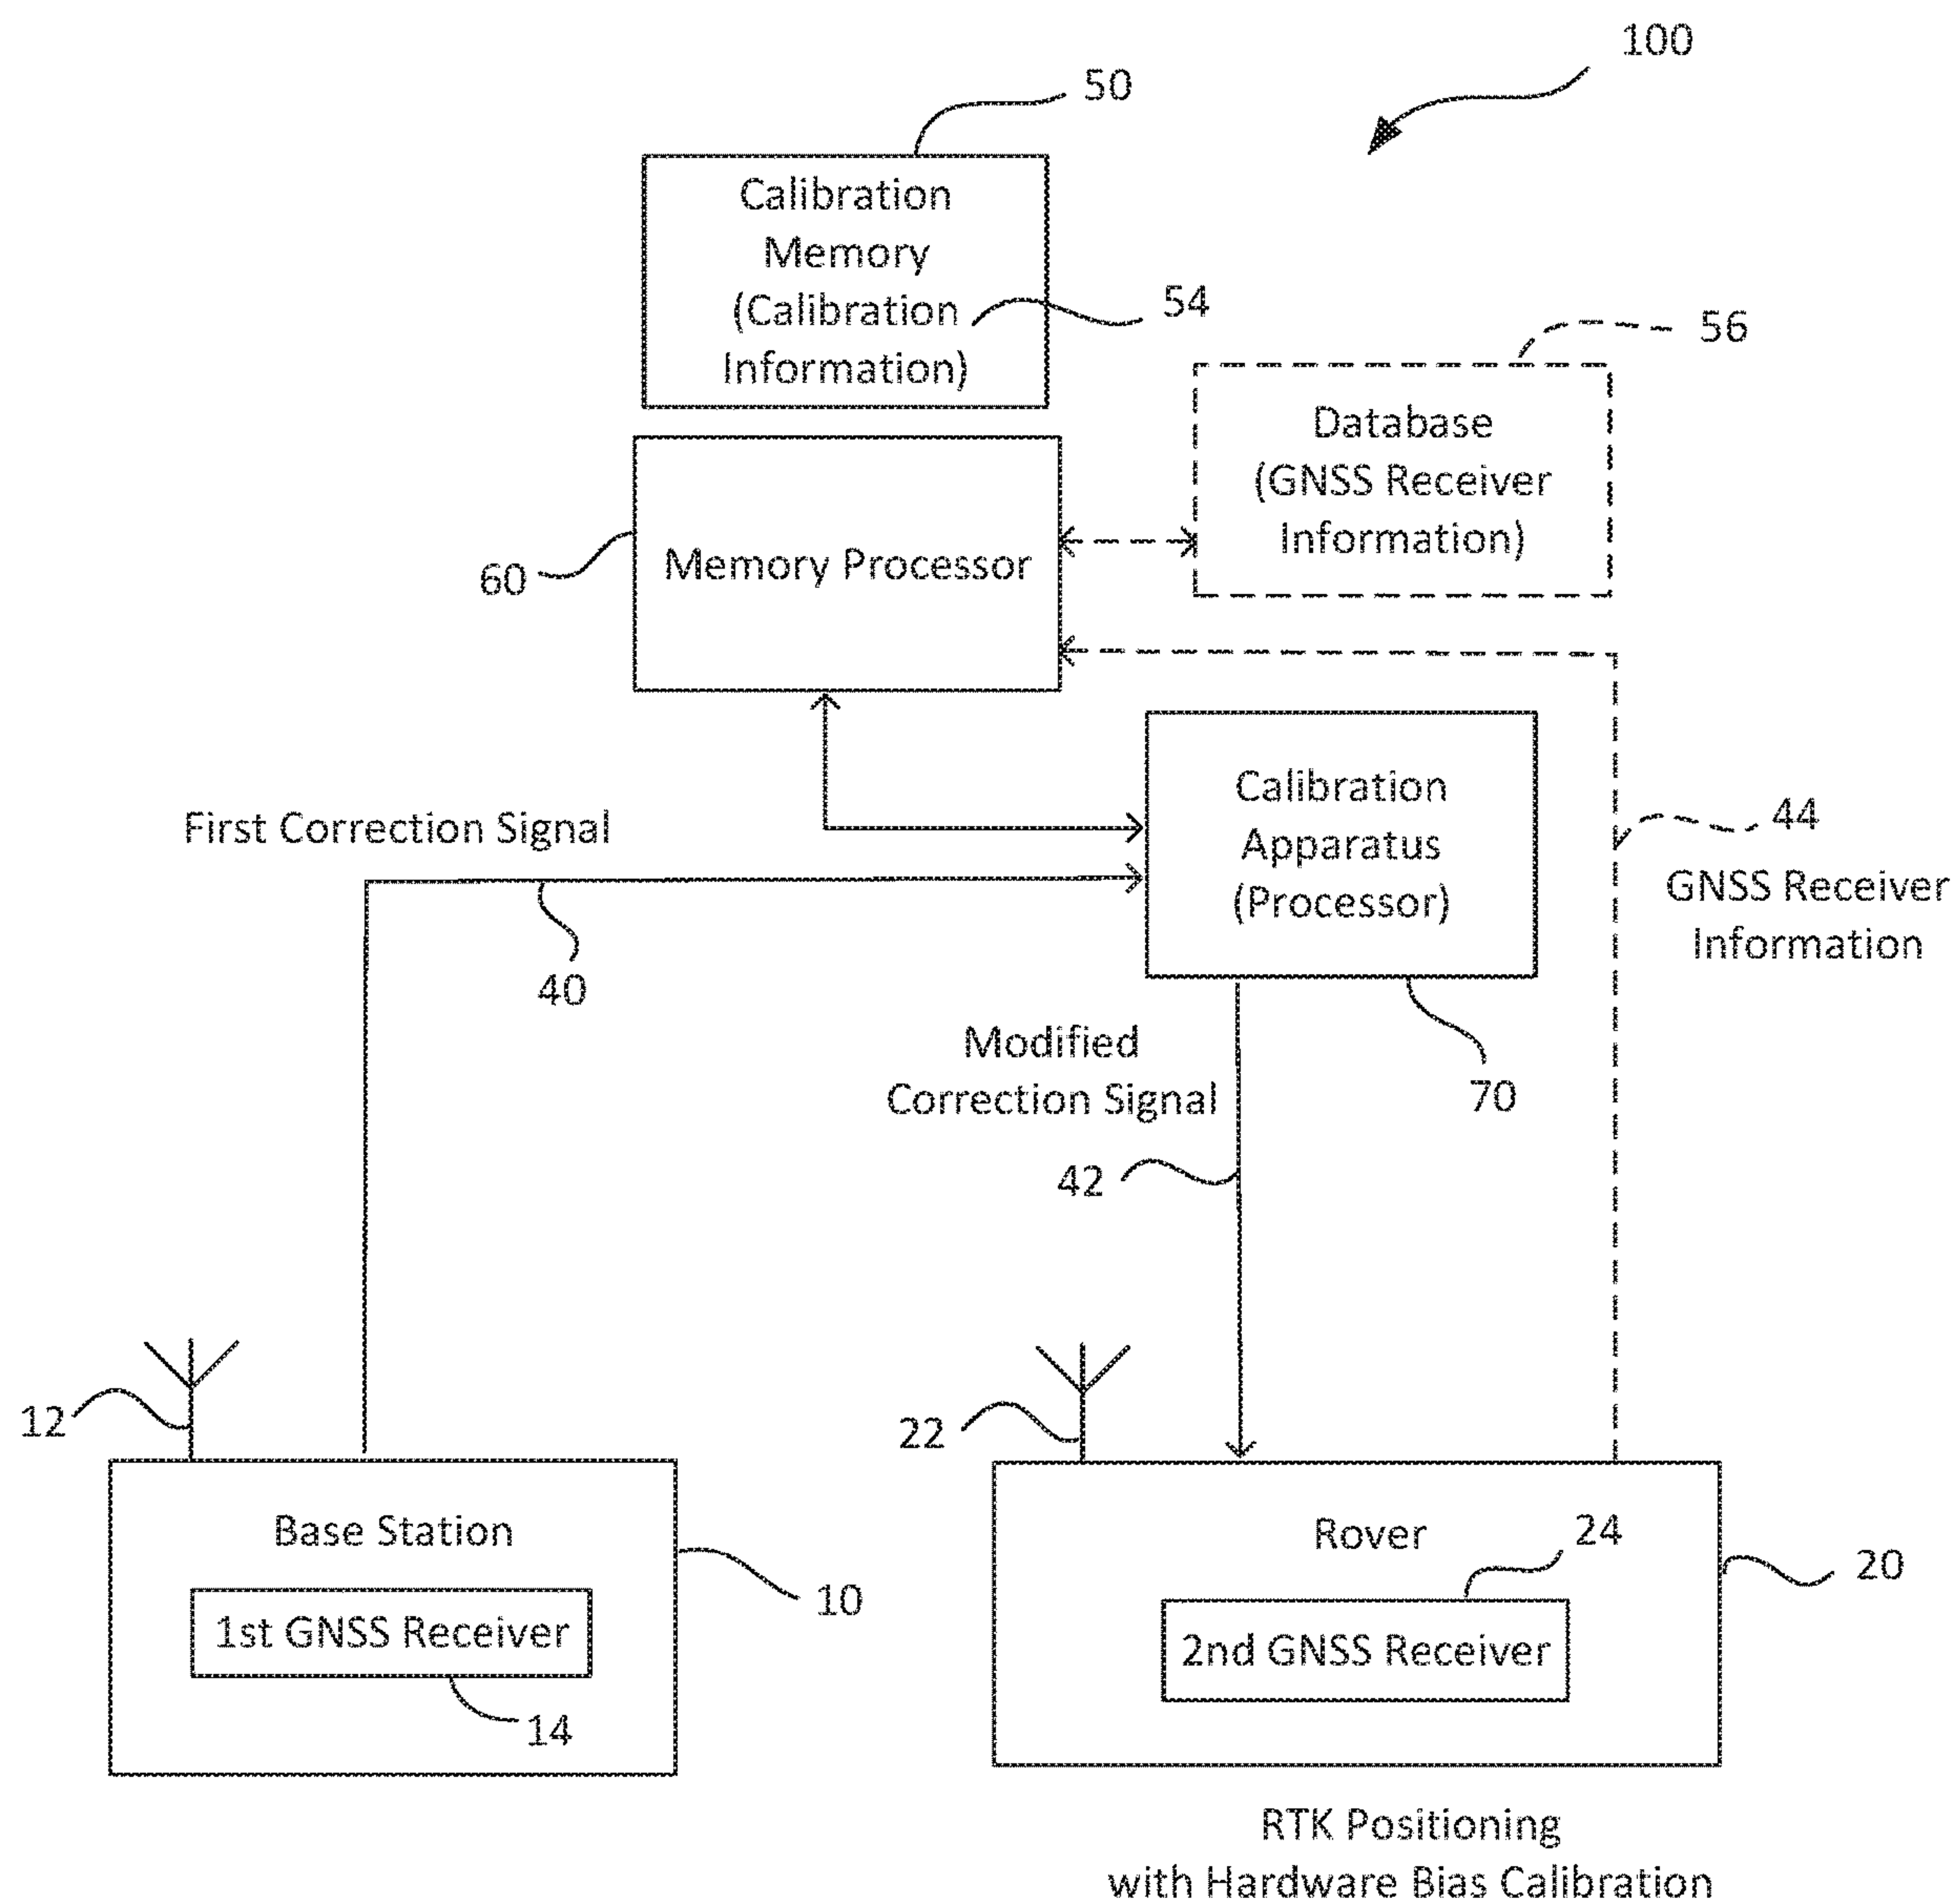 100
50
Calibration
Memory
(Calibration
Information)
54
56
Database
(GNSS Receiver
Information)
60
Memory Processor
First Correction Signal
40
Calibration
Apparatus
(Processor)
44
GNSS Receiver
Information
70
Modified
Correction Signal
42
12
22
Base Station
1st GNSS Receiver
10
14
Rover
24
2nd GNSS Receiver
20
RTK Positioning
with Hardware Bias Calibration